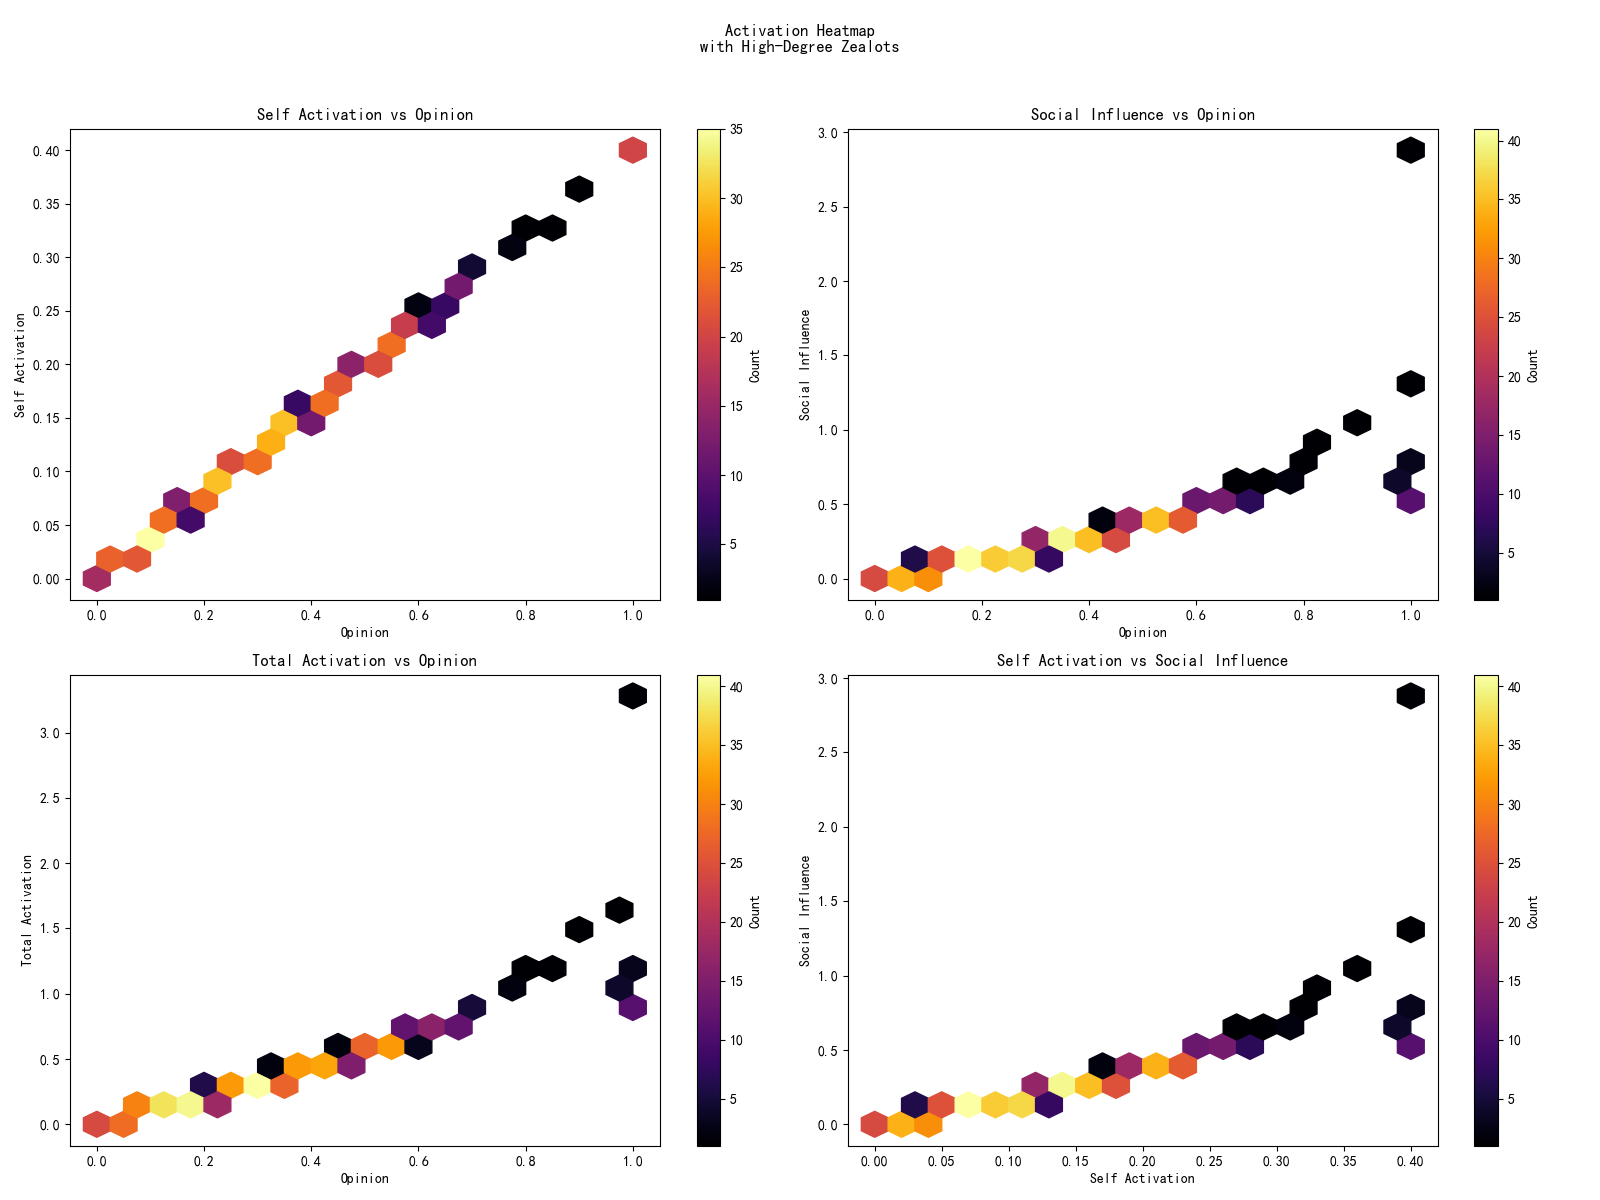 Activation Heatmap
with High-Degree Zealots
Self Activation vs Opinion
Self Activation
0.40
0.35
0.30
0.25
0.20
0.15
0.10
0.05
0.00
0.0 0.2 0.4 0.6 0.8 1.0
Opinion
35
30
25
20
15
10
5
Count
Social Influence vs Opinion
Social Influence
3.0
2.5
2.0
1.5
1.0
0.5
0.0
0.0 0.2 0.4 0.6 0.8 1.0
Opinion
40
35
30
25
20
15
10
5
Count
Total Activation vs Opinion
Total Activation
3.0
2.5
2.0
1.5
1.0
0.5
0.0
0.0 0.2 0.4 0.6 0.8 1.0
Opinion
40
35
30
25
20
15
10
5
Count
Self Activation vs Social Influence
Social Influence
3.0
2.5
2.0
1.5
1.0
0.5
0.0
0.00 0.05 0.10 0.15 0.20 0.25 0.30 0.35 0.40
Self Activation
40
35
30
25
20
15
10
5
Count